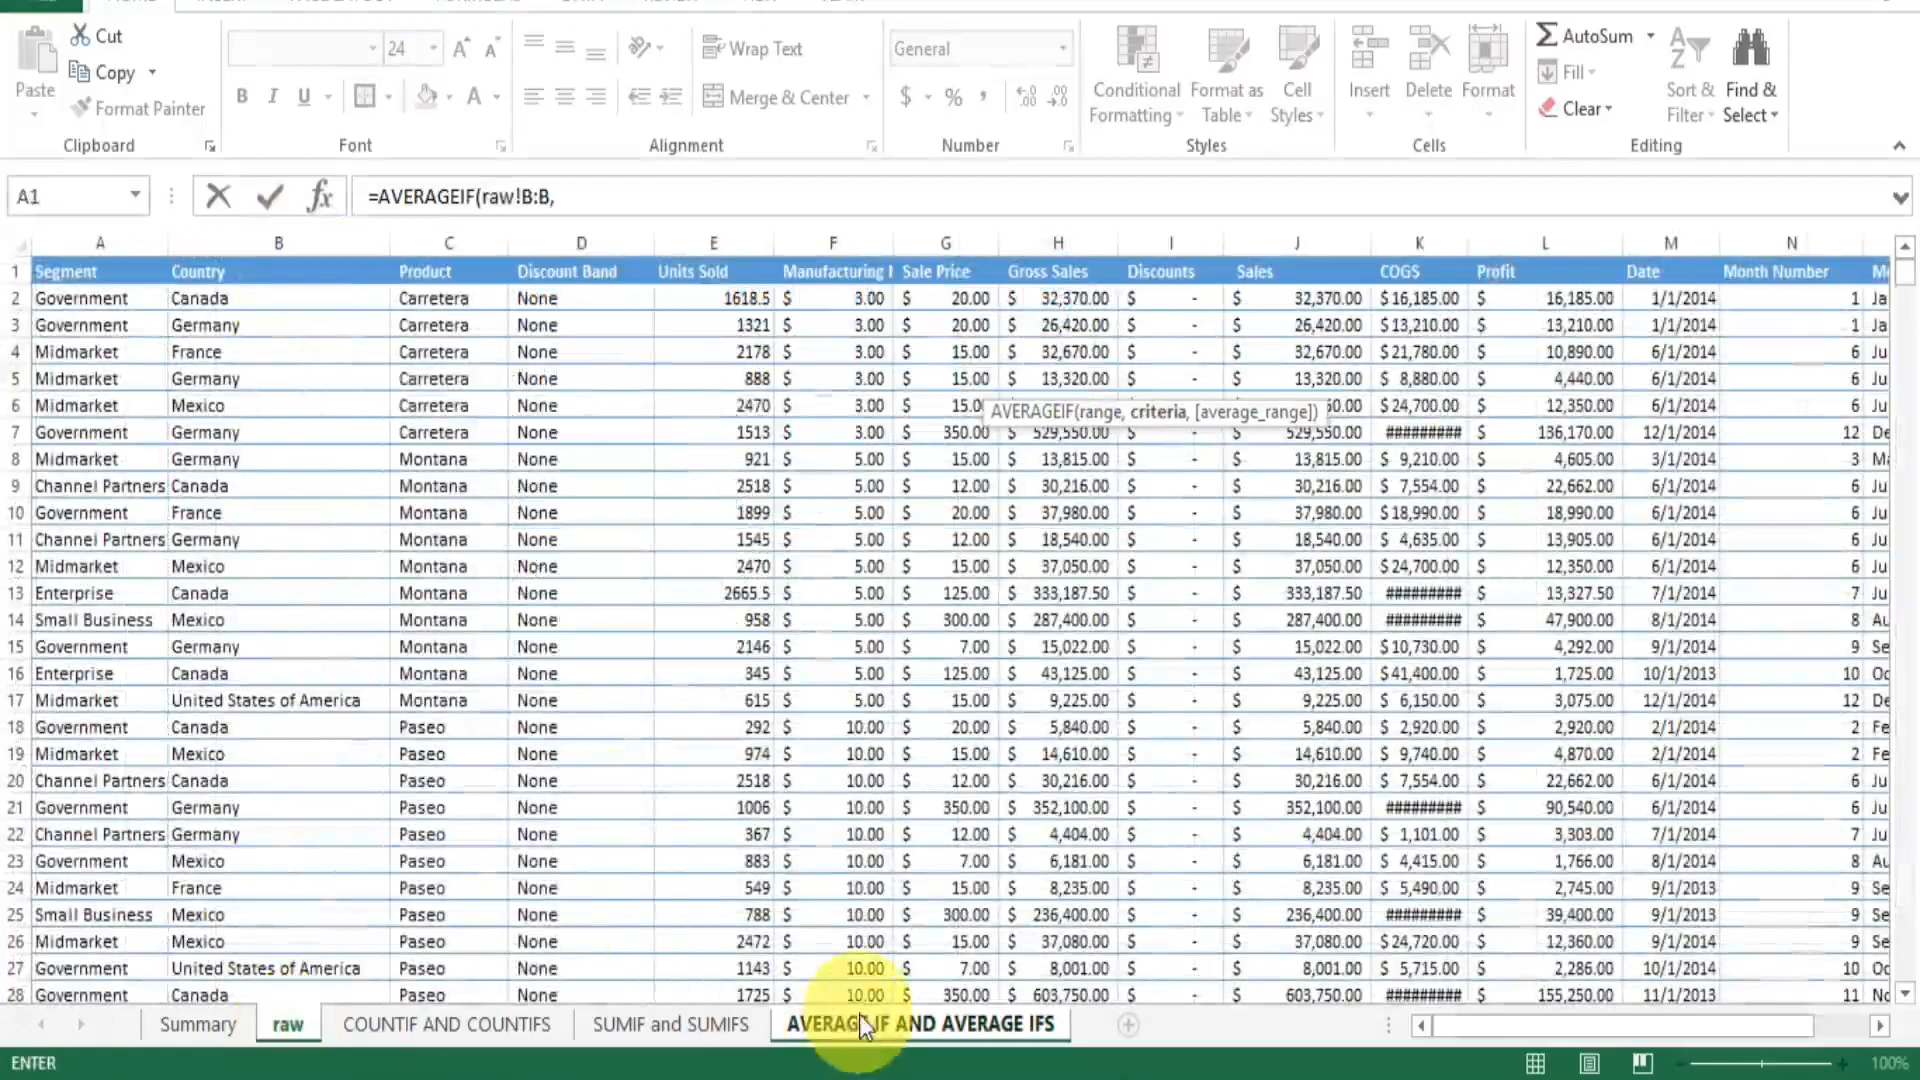 Cut
Copy
Paste
Format Painter
Clipboard
24
B I U A
Font
Wrap Text
Merge & Center
Alignment
General
$ % ,
Number
Conditional Formatting
Format as Table
Cell Styles
Styles
Insert
Delete
Format
Cells
AutoSum
Fill
Clear
Sort & Filter
Find & Select
Editing
A1 fx =AVERAGEIF(raw!B:B,
A B C D E F G H I J K L M N
1 Segment Country Product Discount Band Units Sold Manufacturing Sale Price Gross Sales Discounts Sales COGS Profit Date Month Number
2 Government Canada Carretera None 1618.5 $ 3.00 $ 20.00 $ 32,370.00 $ - $ 32,370.00 $16,185.00 $ 16,185.00 1/1/2014 1 Ja
3 Government Germany Carretera None 1321 $ 3.00 $ 20.00 $ 26,420.00 $ - $ 26,420.00 $13,210.00 $ 13,210.00 1/1/2014 1 Ja
4 Midmarket France Carretera None 2178 $ 3.00 $ 15.00 $ 32,670.00 $ - $ 32,670.00 $21,780.00 $ 10,890.00 6/1/2014 6 Ju
5 Midmarket Germany Carretera None 888 $ 3.00 $ 15.00 $ 13,320.00 $ - $ 13,320.00 $ 8,880.00 $ 4,440.00 6/1/2014 6 Ju
6 Midmarket Mexico Carretera None 2470 $ 3.00 $ 15.0 AVERAGEIF(range, criteria, [average_range]) 50.00 $24,700.00 $ 12,350.00 6/1/2014 6 Ju
7 Government Germany Carretera None 1513 $ 3.00 $ 350.00 $ 529,550.00 $ - $ 529,550.00 ######### $ 136,170.00 12/1/2014 12 De
8 Midmarket Germany Montana None 921 $ 5.00 $ 15.00 $ 13,815.00 $ - $ 13,815.00 $ 9,210.00 $ 4,605.00 3/1/2014 3 Ma
9 Channel Partners Canada Montana None 2518 $ 5.00 $ 12.00 $ 30,216.00 $ - $ 30,216.00 $ 7,554.00 $ 22,662.00 6/1/2014 6 Ju
10 Government France Montana None 1899 $ 5.00 $ 20.00 $ 37,980.00 $ - $ 37,980.00 $18,990.00 $ 18,990.00 6/1/2014 6 Ju
11 Channel Partners Germany Montana None 1545 $ 5.00 $ 12.00 $ 18,540.00 $ - $ 18,540.00 $ 4,635.00 $ 13,905.00 6/1/2014 6 Ju
12 Midmarket Mexico Montana None 2470 $ 5.00 $ 15.00 $ 37,050.00 $ - $ 37,050.00 $24,700.00 $ 12,350.00 6/1/2014 6 Ju
13 Enterprise Canada Montana None 2665.5 $ 5.00 $ 125.00 $ 333,187.50 $ - $ 333,187.50 ######### $ 13,327.50 7/1/2014 7 Ju
14 Small Business Mexico Montana None 958 $ 5.00 $ 300.00 $ 287,400.00 $ - $ 287,400.00 ######### $ 47,900.00 8/1/2014 8 Au
15 Government Germany Montana None 2146 $ 5.00 $ 7.00 $ 15,022.00 $ - $ 15,022.00 $10,730.00 $ 4,292.00 9/1/2014 9 Se
16 Enterprise Canada Montana None 345 $ 5.00 $ 125.00 $ 43,125.00 $ - $ 43,125.00 $41,400.00 $ 1,725.00 10/1/2013 10 Oc
17 Midmarket United States of America Montana None 615 $ 5.00 $ 15.00 $ 9,225.00 $ - $ 9,225.00 $ 6,150.00 $ 3,075.00 12/1/2014 12 De
18 Government Canada Paseo None 292 $ 10.00 $ 20.00 $ 5,840.00 $ - $ 5,840.00 $ 2,920.00 $ 2,920.00 2/1/2014 2 Fe
19 Midmarket Mexico Paseo None 974 $ 10.00 $ 15.00 $ 14,610.00 $ - $ 14,610.00 $ 9,740.00 $ 4,870.00 2/1/2014 2 Fe
20 Channel Partners Canada Paseo None 2518 $ 10.00 $ 12.00 $ 30,216.00 $ - $ 30,216.00 $ 7,554.00 $ 22,662.00 6/1/2014 6 Ju
21 Government Germany Paseo None 1006 $ 10.00 $ 350.00 $ 352,100.00 $ - $ 352,100.00 ######### $ 90,540.00 6/1/2014 6 Ju
22 Channel Partners Germany Paseo None 367 $ 10.00 $ 12.00 $ 4,404.00 $ - $ 4,404.00 $ 1,101.00 $ 3,303.00 7/1/2014 7 Ju
23 Government Mexico Paseo None 883 $ 10.00 $ 7.00 $ 6,181.00 $ - $ 6,181.00 $ 4,415.00 $ 1,766.00 8/1/2014 8 Au
24 Midmarket France Paseo None 549 $ 10.00 $ 15.00 $ 8,235.00 $ - $ 8,235.00 $ 5,490.00 $ 2,745.00 9/1/2013 9 Se
25 Small Business Mexico Paseo None 788 $ 10.00 $ 300.00 $ 236,400.00 $ - $ 236,400.00 ######### $ 39,400.00 9/1/2013 9 Se
26 Midmarket Mexico Paseo None 2472 $ 10.00 $ 15.00 $ 37,080.00 $ - $ 37,080.00 $24,720.00 $ 12,360.00 9/1/2014 9 Se
27 Government United States of America Paseo None 1143 $ 10.00 $ 7.00 $ 8,001.00 $ - $ 8,001.00 $ 5,715.00 $ 2,286.00 10/1/2014 10 Oc
28 Government Canada Paseo None 1725 $ 10.00 $ 350.00 $ 603,750.00 $ - $ 603,750.00 ######### $ 155,250.00 11/1/2013 11 No
Summary raw COUNTIF AND COUNTIFS SUMIF and SUMIFS AVERAGE IF AND AVERAGE IFS
ENTER 100%